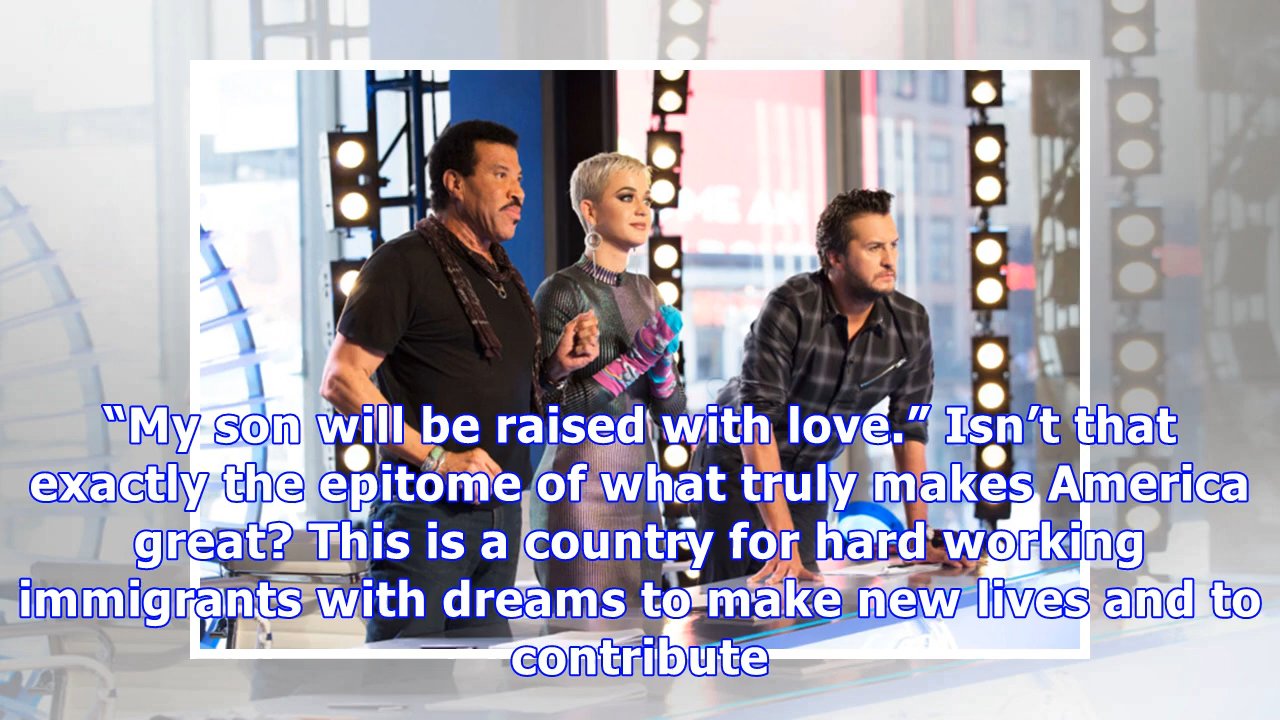 “My son will be raised with love.” Isn’t that
exactly the epitome of what truly makes America
great? This is a country for hard working
immigrants with dreams to make new lives and to
contribute